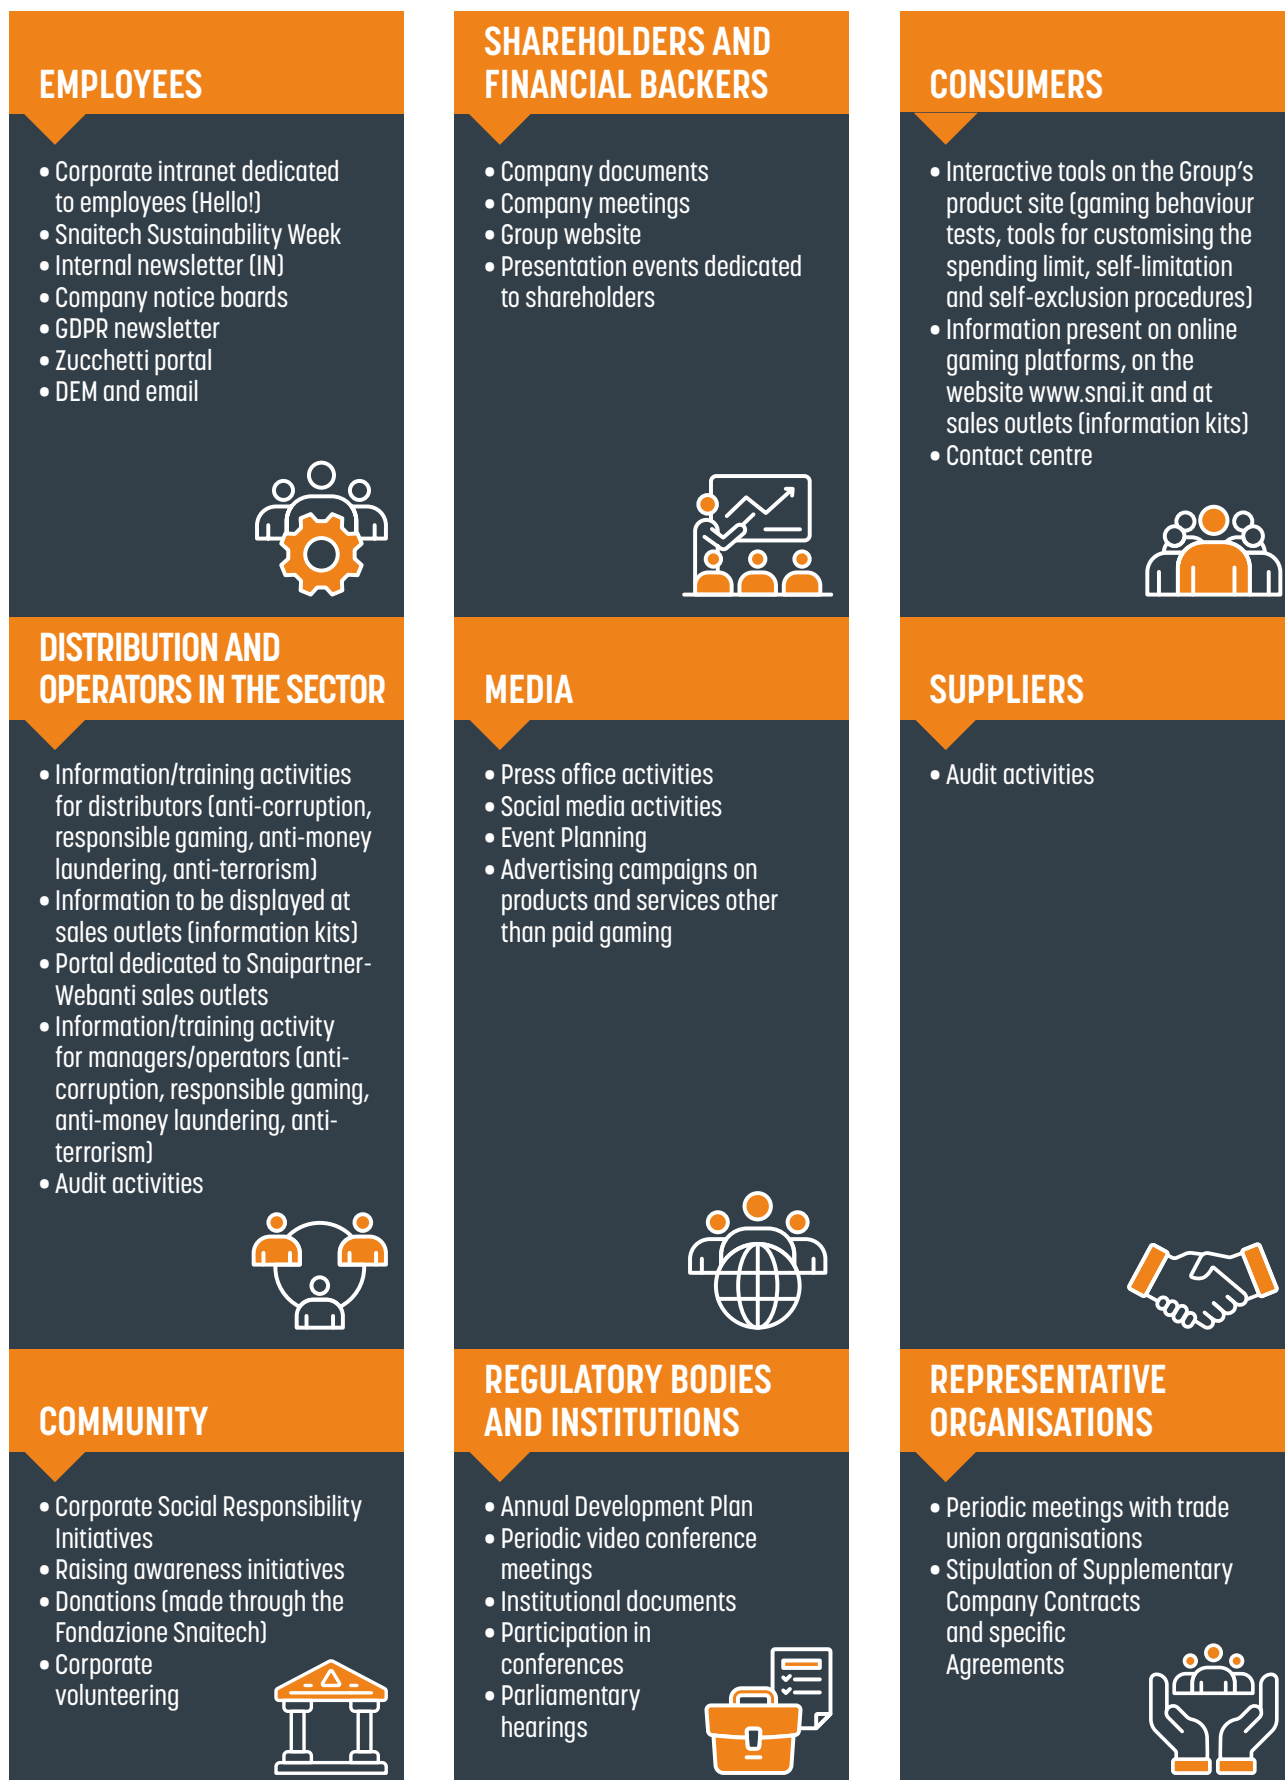 EMPLOYEES
• Corporate intranet dedicated
to employees (Hello!)
• Snaitech Sustainability Week
• Internal newsletter (IN)
• Company notice boards
• GDPR newsletter
• Zucchetti portal
• DEM and email
SHAREHOLDERS AND
FINANCIAL BACKERS
• Company documents
• Company meetings
• Group website
• Presentation events dedicated
to shareholders
CONSUMERS
• Interactive tools on the Group's
product site (gaming behaviour
tests, tools for customising the
spending limit, self-limitation
and self-exclusion procedures)
• Information present on online
gaming platforms, on the
website www.snai.it and at
sales outlets (information kits)
• Contact centre
DISTRIBUTION AND
OPERATORS IN THE SECTOR
• Information/training activities
for distributors (anti-corruption,
responsible gaming, anti-money
laundering, anti-terrorism)
• Information to be displayed at
sales outlets (information kits)
• Portal dedicated to Snaipartner-
Webanti sales outlets
• Information/training activity
for managers/operators (anti-
corruption, responsible gaming,
anti-money laundering, anti-
terrorism)
• Audit activities
MEDIA
• Press office activities
• Social media activities
• Event Planning
• Advertising campaigns on
products and services other
than paid gaming
SUPPLIERS
• Audit activities
COMMUNITY
• Corporate Social Responsibility
Initiatives
• Raising awareness initiatives
• Donations (made through the
Fondazione Snaitech)
• Corporate
volunteering
REGULATORY BODIES
AND INSTITUTIONS
• Annual Development Plan
• Periodic video conference
meetings
• Institutional documents
• Participation in
conferences
• Parliamentary
hearings
REPRESENTATIVE
ORGANISATIONS
• Periodic meetings with trade
union organisations
• Stipulation of Supplementary
Company Contracts
and specific
Agreements